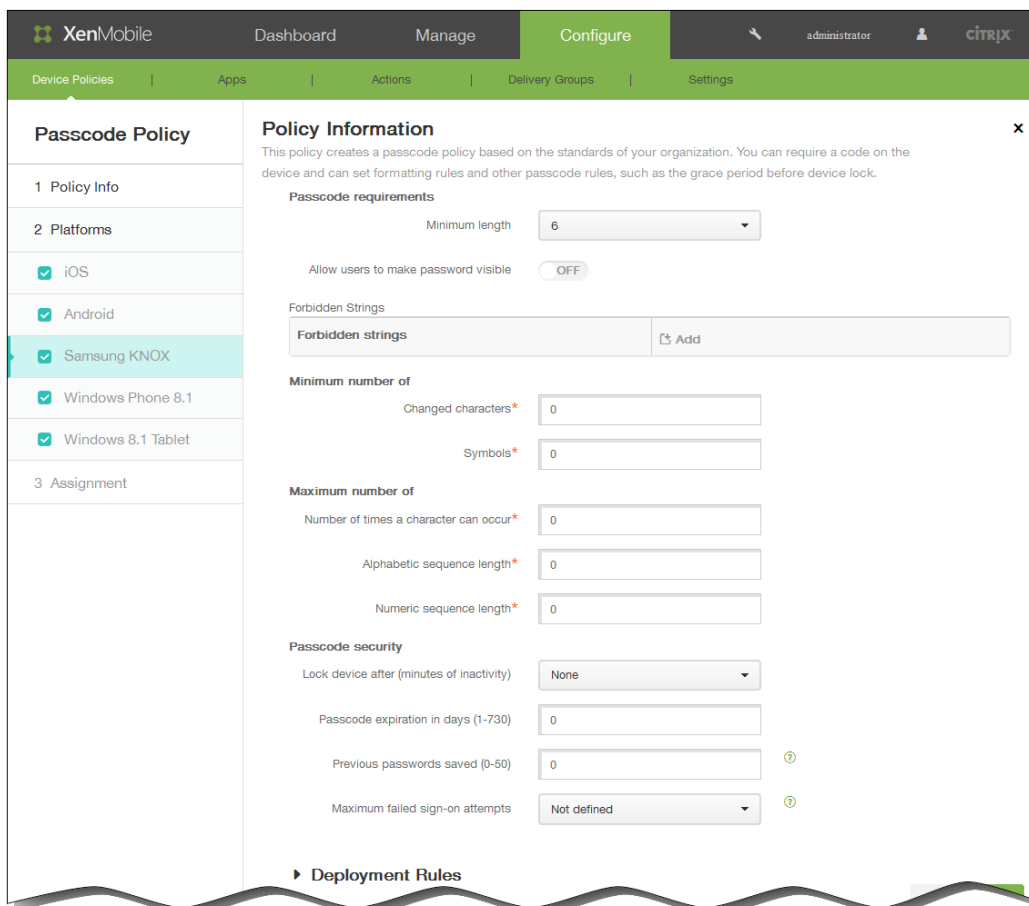 XenMobile Dashboard Manage Configure administrator CITRIX
Device Policies | Apps | Actions | Delivery Groups | Settings
Passcode Policy
1 Policy Info
2 Platforms
iOS
Android
Samsung KNOX
Windows Phone 8.1
Windows 8.1 Tablet
3 Assignment
Policy Information
x
This policy creates a passcode policy based on the standards of your organization. You can require a code on the
device and can set formatting rules and other passcode rules, such as the grace period before device lock.
Passcode requirements
Minimum length 6
Allow users to make password visible OFF
Forbidden Strings
Forbidden strings Add
Minimum number of
Changed characters* 0
Symbols* 0
Maximum number of
Number of times a character can occur* 0
Alphabetic sequence length* 0
Numeric sequence length* 0
Passcode security
Lock device after (minutes of inactivity) None
Passcode expiration in days (1-730) 0
Previous passwords saved (0-50) 0 ?
Maximum failed sign-on attempts Not defined ?
Deployment Rules